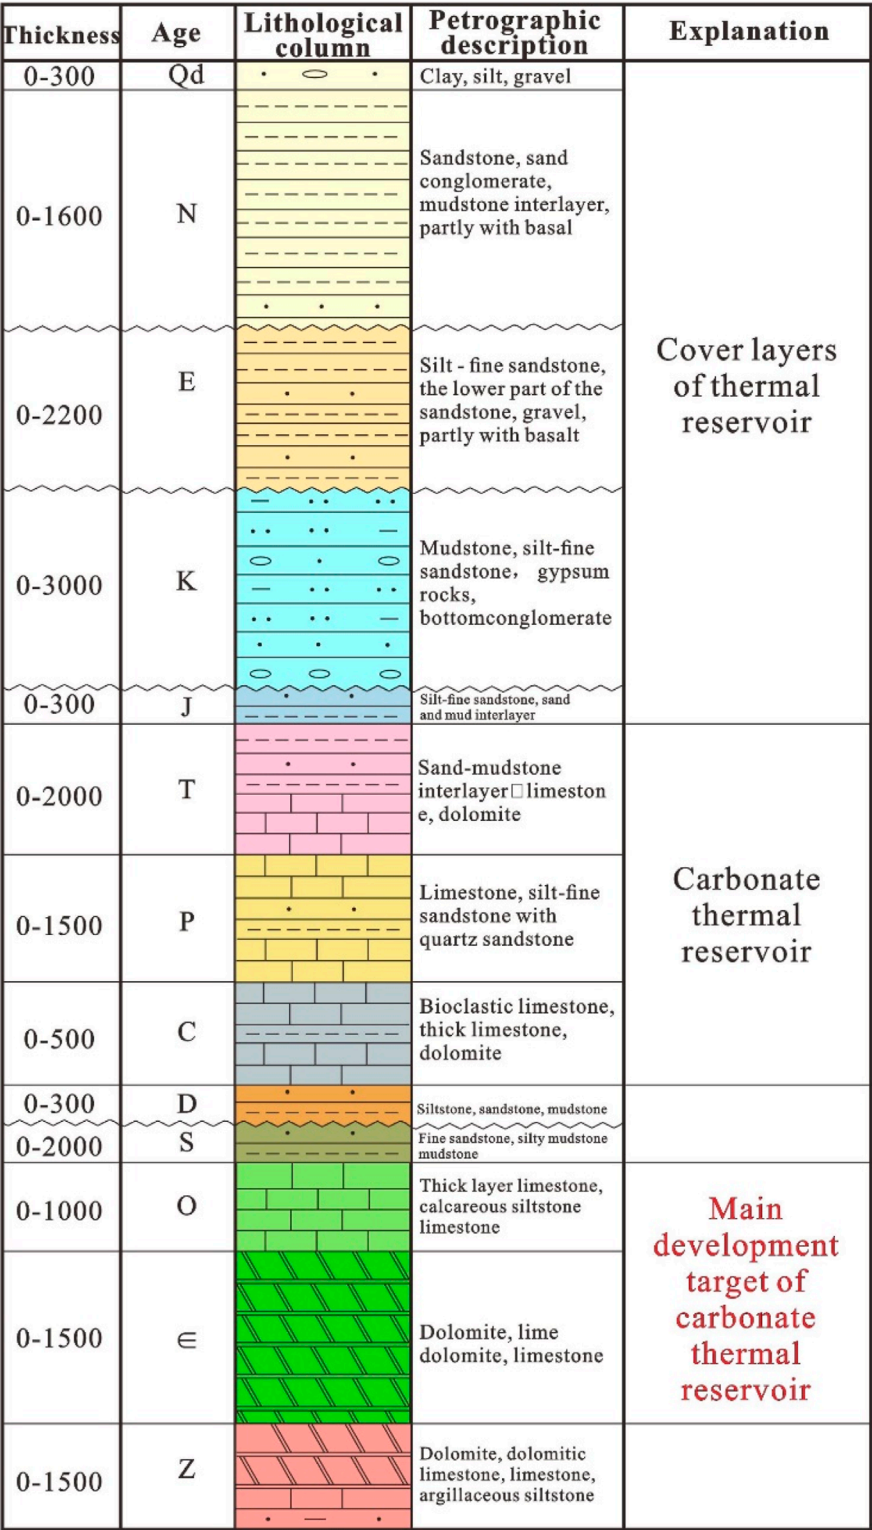 Thickness
Age
Lithological
column
Petrographic
description
Explanation
0-300
Qd
Clay, silt, gravel
0-1600
N
Sandstone, sand
conglomerate,
mudstone interlayer,
partly with basal
0-2200
E
Silt - fine sandstone,
the lower part of the
sandstone, gravel,
partly with basalt
Cover layers
of thermal
reservoir
0-3000
K
Mudstone, silt-fine
sandstone， gypsum
rocks,
bottomconglomerate
0-300
J
Silt-fine sandstone, sand
and mud interlayer
0-2000
T
Sand-mudstone
interlayer□limeston
e, dolomite
0-1500
P
Limestone, silt-fine
sandstone with
quartz sandstone
Carbonate
thermal
reservoir
0-500
C
Bioclastic limestone,
thick limestone,
dolomite
0-300
D
Siltstone, sandstone, mudstone
0-2000
S
Fine sandstone, silty mudstone
mudstone
0-1000
O
Thick layer limestone,
calcareous siltstone
limestone
Main
development
target of
carbonate
thermal
reservoir
0-1500
∈
Dolomite, lime
dolomite, limestone
0-1500
Z
Dolomite, dolomitic
limestone, limestone,
argillaceous siltstone